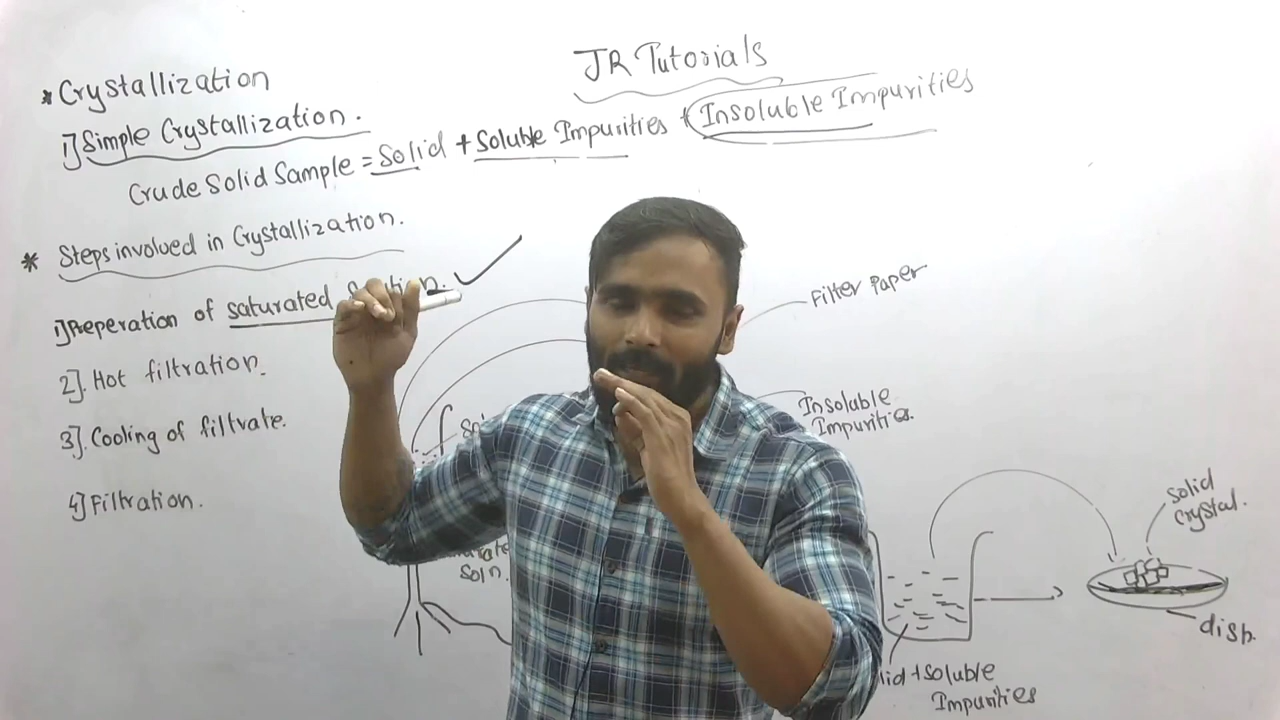 JR Tutorials
* Crystallization
1] Simple Crystallization.
Crude Solid Sample = Solid + Soluble Impurities + Insoluble Impurities
* Steps involved in Crystallization.
1] Preperation of saturated
2]. Hot filtration.
3]. Cooling of filtrate.
4] Filtration.
Filter Paper
Insoluble
Impurities.
Soln.
Solid
Crystal.
dish.
+ Soluble
Impurities